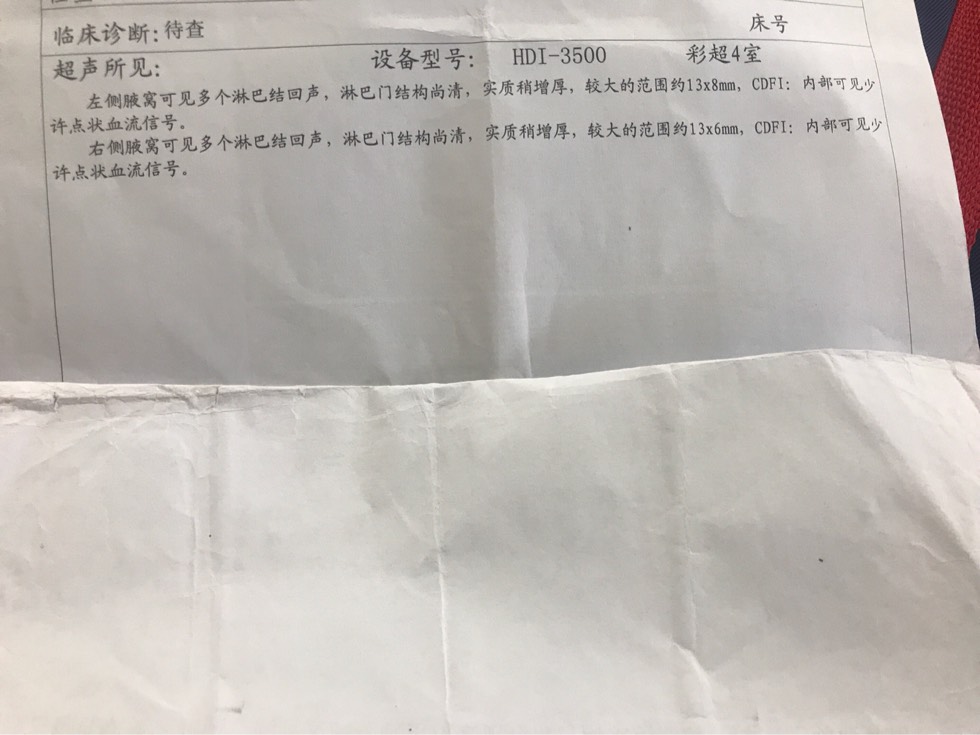 临床诊断：待查 床号
超声所见： 设备型号： HDI-3500 彩超4室
左侧腋窝可见多个淋巴结回声，淋巴门结构尚清，实质稍增厚，较大的范围约13x8mm，CDFI：内部可见少
许点状血流信号。
右侧腋窝可见多个淋巴结回声，淋巴门结构尚清，实质稍增厚，较大的范围约13x6mm，CDFI：内部可见少
许点状血流信号。